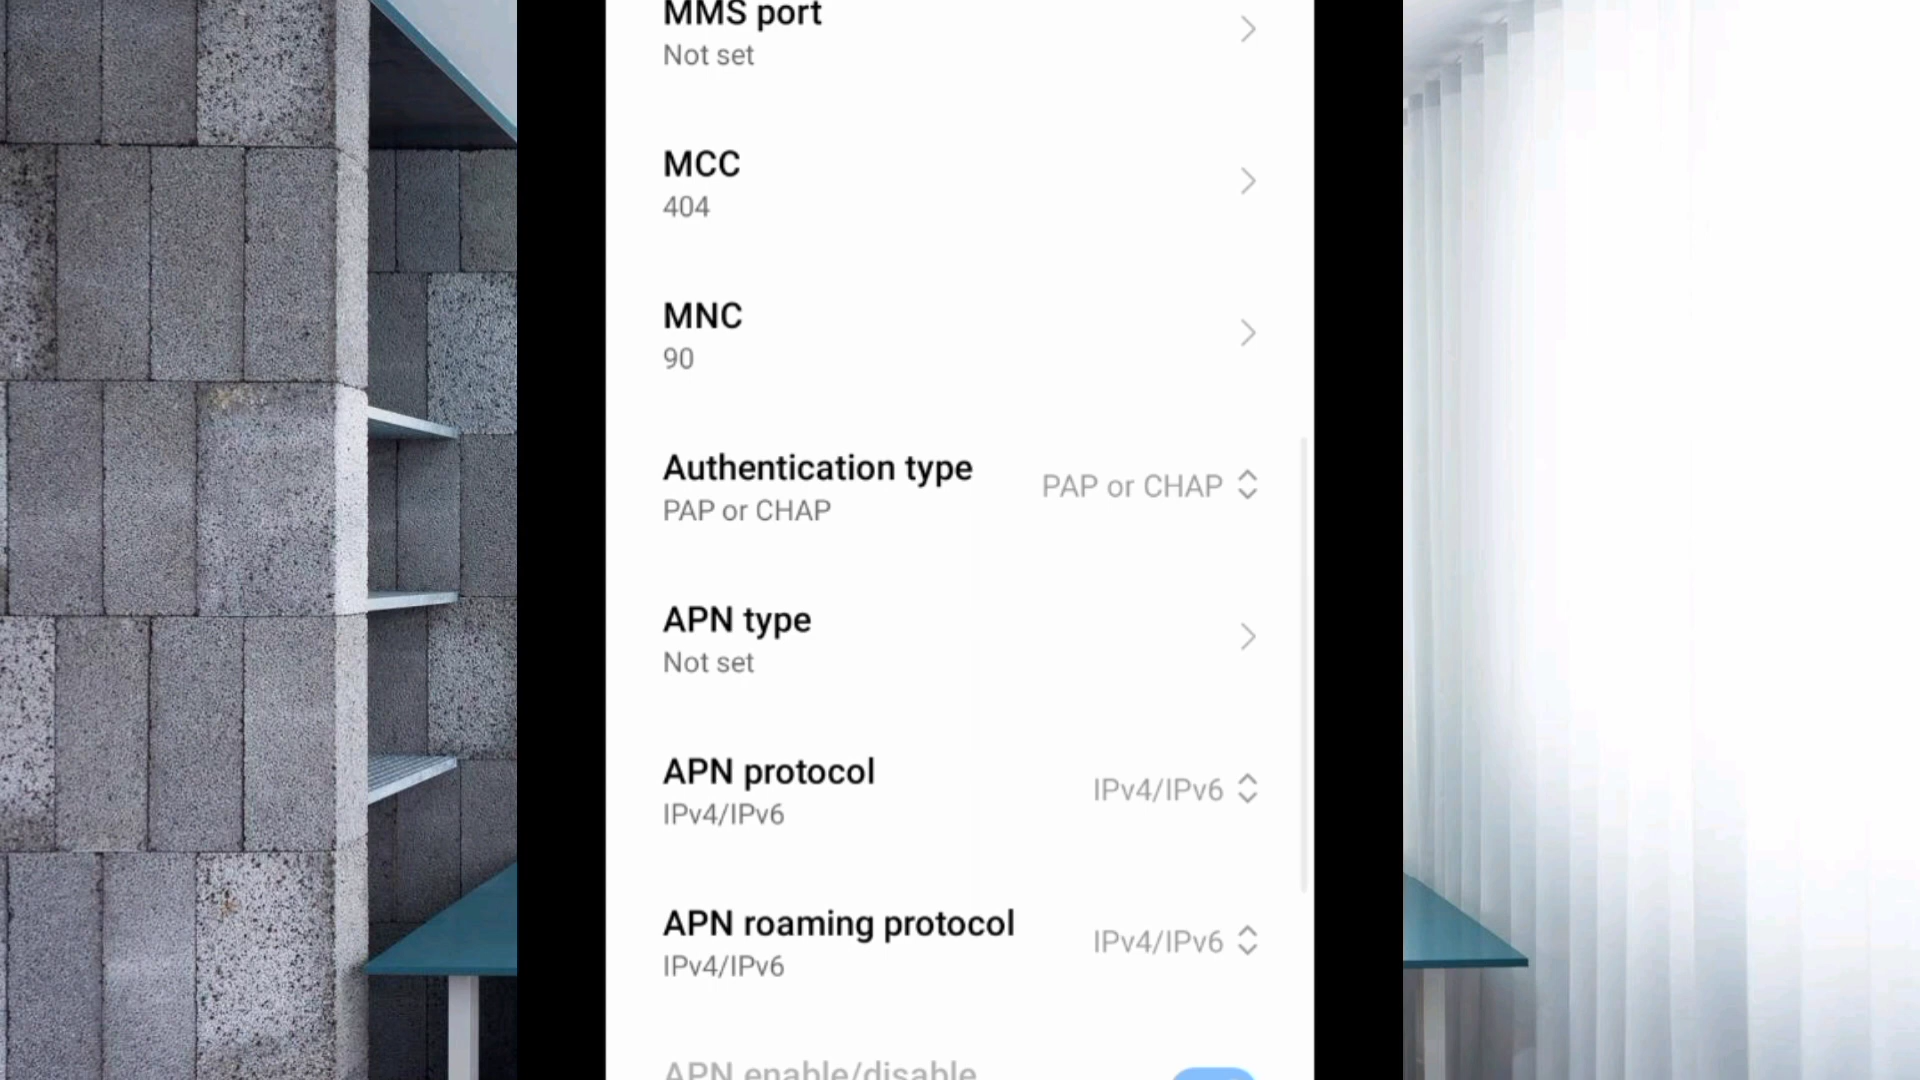 MMS port
Not set
MCC
404
MNC
90
Authentication type
PAP or CHAP
PAP or CHAP
APN type
Not set
APN protocol
IPv4/IPv6
IPv4/IPv6
APN roaming protocol
IPv4/IPv6
IPv4/IPv6
APN enable/disable